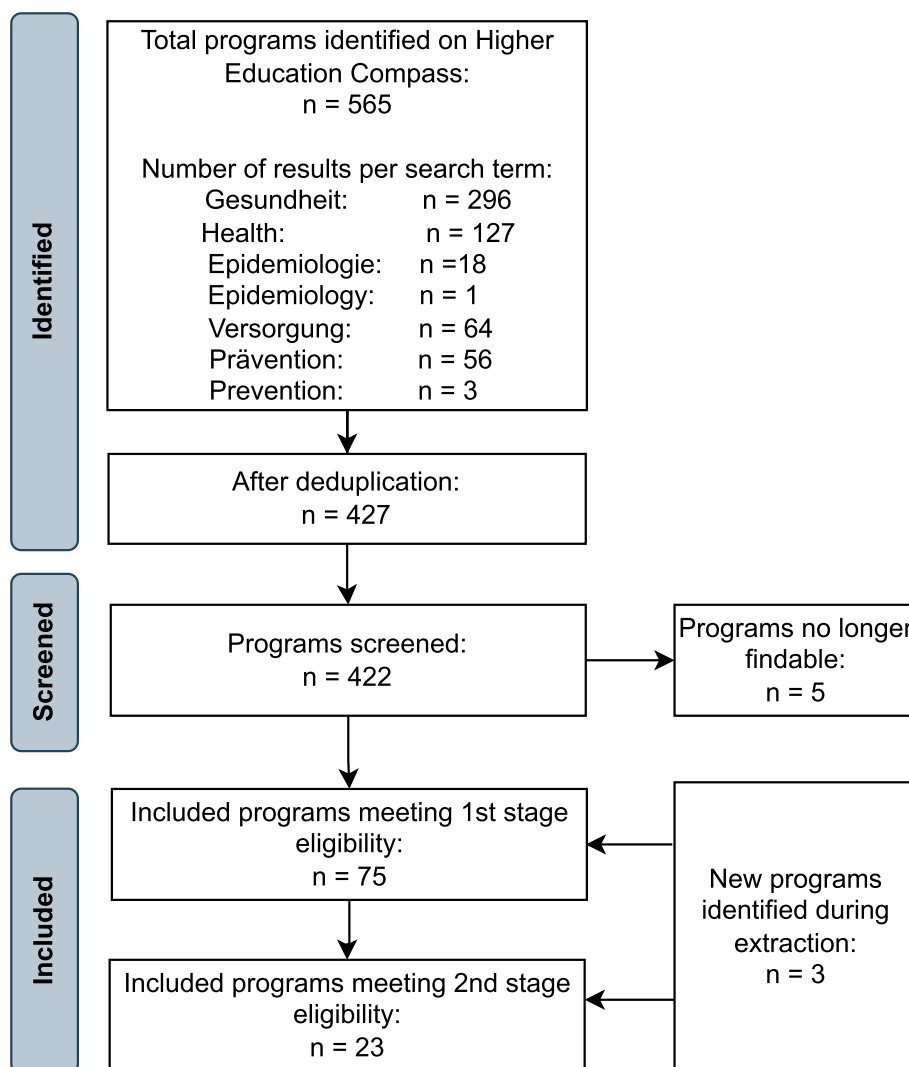 Identified
Total programs identified on Higher
Education Compass:
n = 565
Number of results per search term:
Gesundheit: n = 296
Health: n = 127
Epidemiologie: n =18
Epidemiology: n = 1
Versorgung: n = 64
Prävention: n = 56
Prevention: n = 3
After deduplication:
n = 427
Screened
Programs screened:
n = 422
Programs no longer
findable:
n = 5
Included
Included programs meeting 1st stage
eligibility:
n = 75
New programs
identified during
extraction:
n = 3
Included programs meeting 2nd stage
eligibility:
n = 23